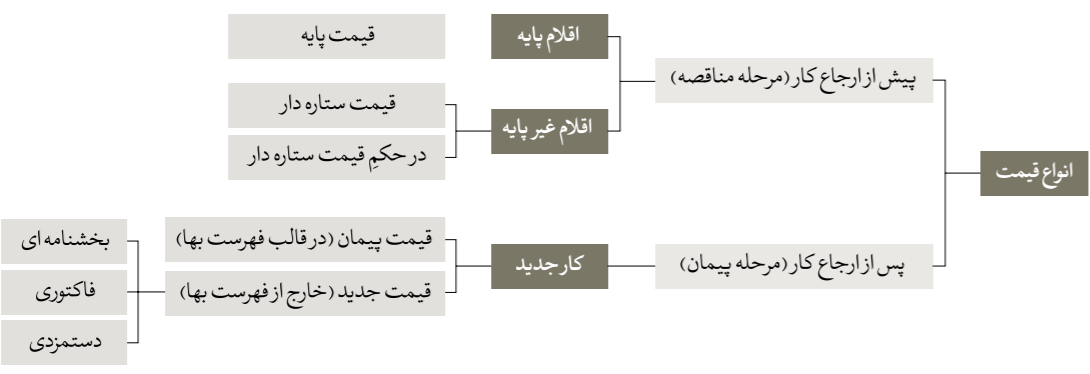 انواع قیمت
پیش از ارجاع کار (مرحله مناقصه)
اقلام پایه
قیمت پایه
اقلام غیر پایه
قیمت ستاره دار
در حکمِ قیمت ستاره دار
پس از ارجاع کار (مرحله پیمان)
کار جدید
قیمت پیمان (در قالب فهرست بها)
قیمت جدید (خارج از فهرست بها)
بخشنامه ای
فاکتوری
دستمزدی